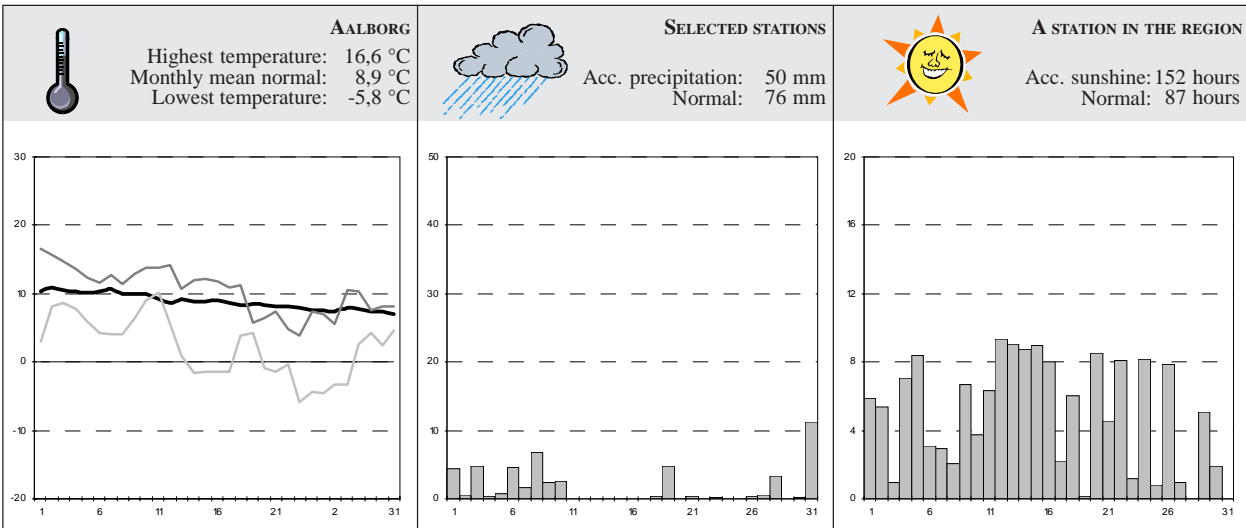 AALBORG
Highest temperature: 16,6 °C
Monthly mean normal: 8,9 °C
Lowest temperature: -5,8 °C
SELECTED STATIONS
Acc. precipitation: 50 mm
Normal: 76 mm
A STATION IN THE REGION
Acc. sunshine: 152 hours
Normal: 87 hours
30
20
10
0
-10
-20
1 6 11 16 21 26 31
50
40
30
20
10
0
1 6 11 16 21 26 31
20
16
12
8
4
0
1 6 11 16 21 26 31